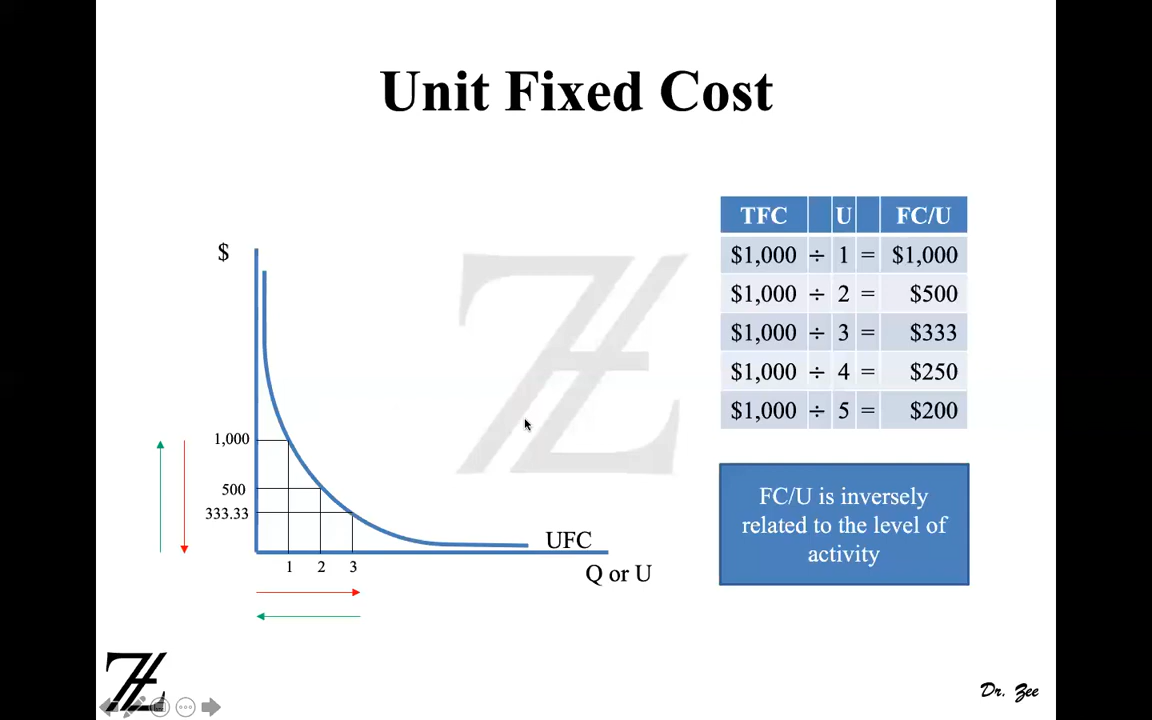 Unit Fixed Cost
$
1,000
500
333.33
1 2 3
UFC
Q or U
TFC U FC/U
$1,000 ÷ 1 = $1,000
$1,000 ÷ 2 = $500
$1,000 ÷ 3 = $333
$1,000 ÷ 4 = $250
$1,000 ÷ 5 = $200
FC/U is inversely
related to the level of
activity
Dr. Zee